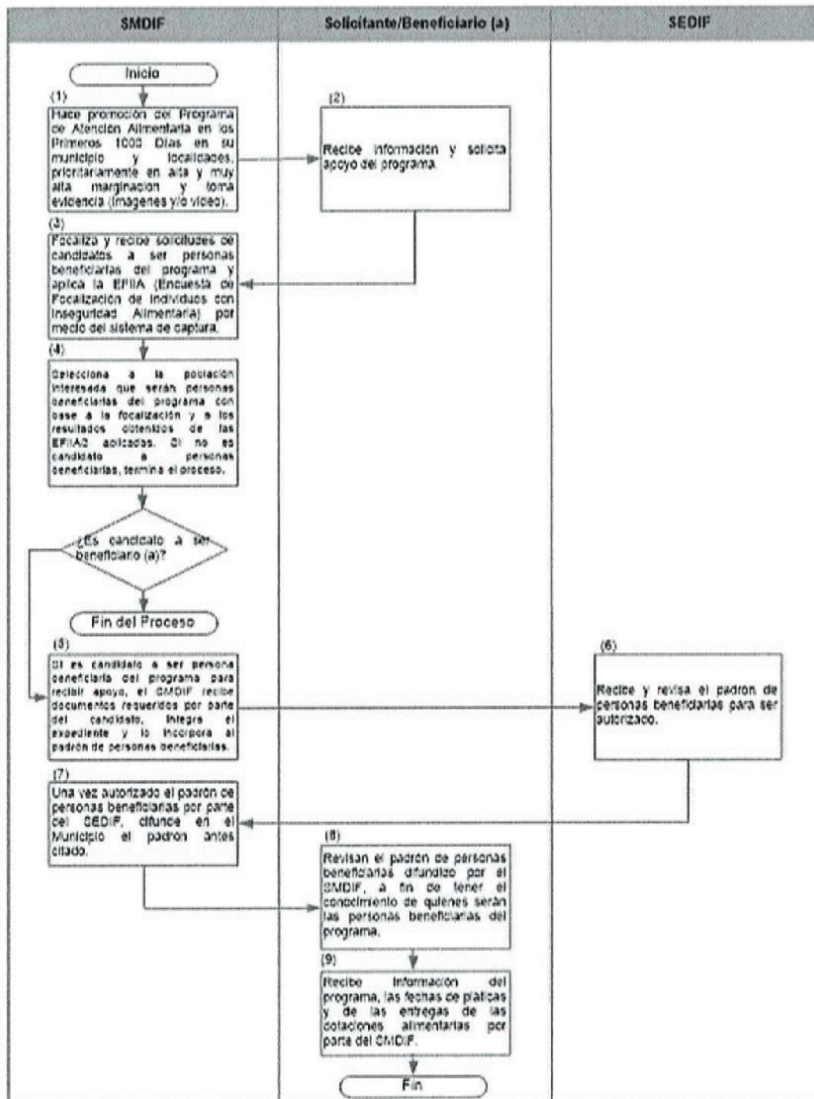 SMDIF
Solicitante/Beneficiario (a)
SEDIF
Inicio
(1)
Hace promoción del Programa
de Atención Alimentaria en los
Primeros 1000 Días en su
municipio y localidades,
prioritariamente en alta y muy
alta marginación y toma
evidencia (imágenes y/o video).
(2)
Recibe información y solicita
apoyo del programa.
(3)
Focaliza y recibe solicitudes de
candidatos a ser personas
beneficiarias del programa y
aplica la EFIIA (Encuesta de
Focalización de Individuos con
Inseguridad Alimentaria) por
medio del sistema de captura.
(4)
Selecciona a la población
interesada que serán personas
beneficiarias del programa con
base a la focalización y a los
resultados obtenidos de las
EFIIAS aplicadas. Si no es
candidato a personas
beneficiarias, termina el proceso.
¿Es candidato a ser
beneficiario (a)?
Fin del Proceso
(5)
Si es candidato a ser persona
beneficiaria del programa para
recibir apoyo, el SMDIF recibe
documentos requeridos por parte
del candidato, integra el
expediente y lo incorpora al
padrón de personas beneficiarias.
(6)
Recibe y revisa el padrón de
personas beneficiarias para ser
autorizado.
(7)
Una vez autorizado el padrón de
personas beneficiarias por parte
del SEDIF, difunde en el
Municipio el padrón antes
citado.
(8)
Revisan el padrón de personas
beneficiarias difundido por el
SMDIF, a fin de tener el
conocimiento de quienes serán
las personas beneficiarias del
programa.
(9)
Recibe información del
programa, las fechas de pláticas
y de las entregas de las
dotaciones alimentarias por
parte del SMDIF.
Fin